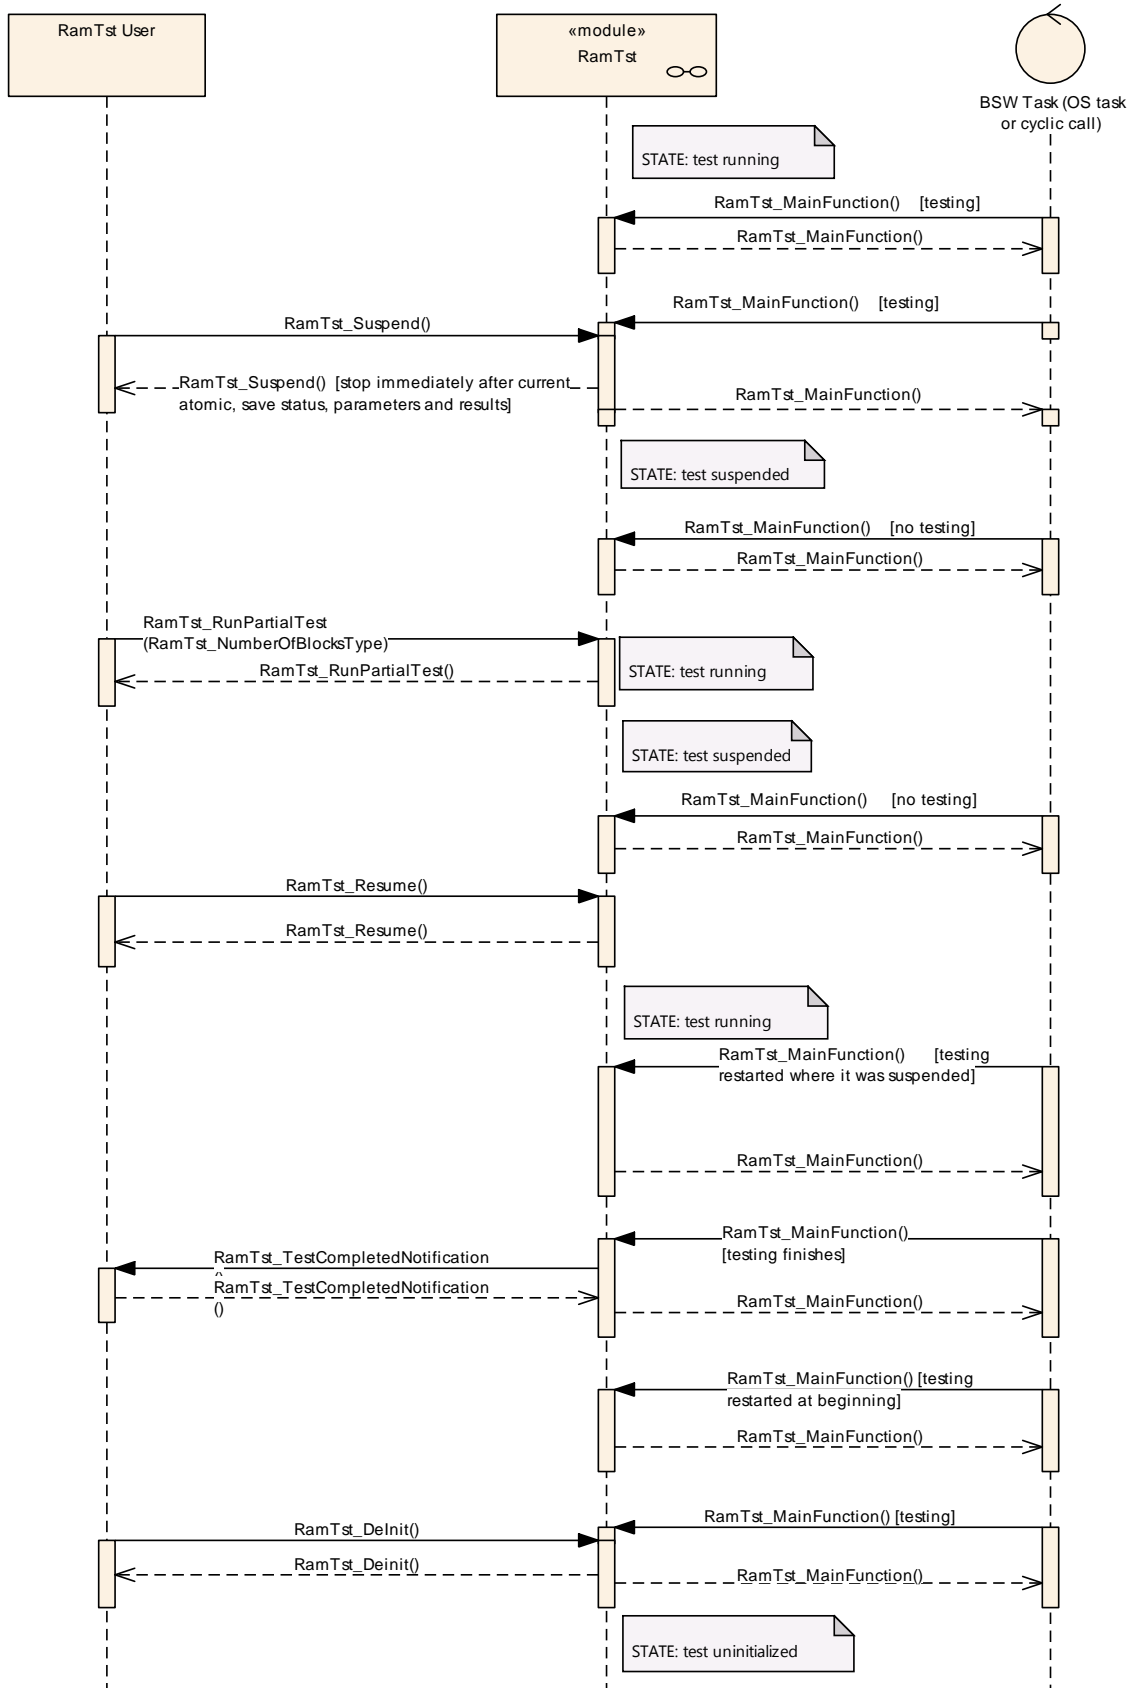 RamTst User
«module»
RamTst
BSW Task (OS task
or cyclic call)
STATE: test running
RamTst_MainFunction() [testing]
RamTst_MainFunction()
RamTst_MainFunction() [testing]
RamTst_Suspend()
RamTst_Suspend() [stop immediately after current
atomic, save status, parameters and results]
RamTst_MainFunction()
STATE: test suspended
RamTst_MainFunction() [no testing]
RamTst_MainFunction()
RamTst_RunPartialTest
(RamTst_NumberOfBlocksType)
RamTst_RunPartialTest()
STATE: test running
STATE: test suspended
RamTst_MainFunction() [no testing]
RamTst_MainFunction()
RamTst_Resume()
RamTst_Resume()
STATE: test running
RamTst_MainFunction() [testing
restarted where it was suspended]
RamTst_MainFunction()
RamTst_MainFunction()
[testing finishes]
RamTst_TestCompletedNotification
RamTst_TestCompletedNotification
()
RamTst_MainFunction()
RamTst_MainFunction() [testing
restarted at beginning]
RamTst_MainFunction()
RamTst_MainFunction() [testing]
RamTst_DeInit()
RamTst_Deinit()
RamTst_MainFunction()
STATE: test uninitialized